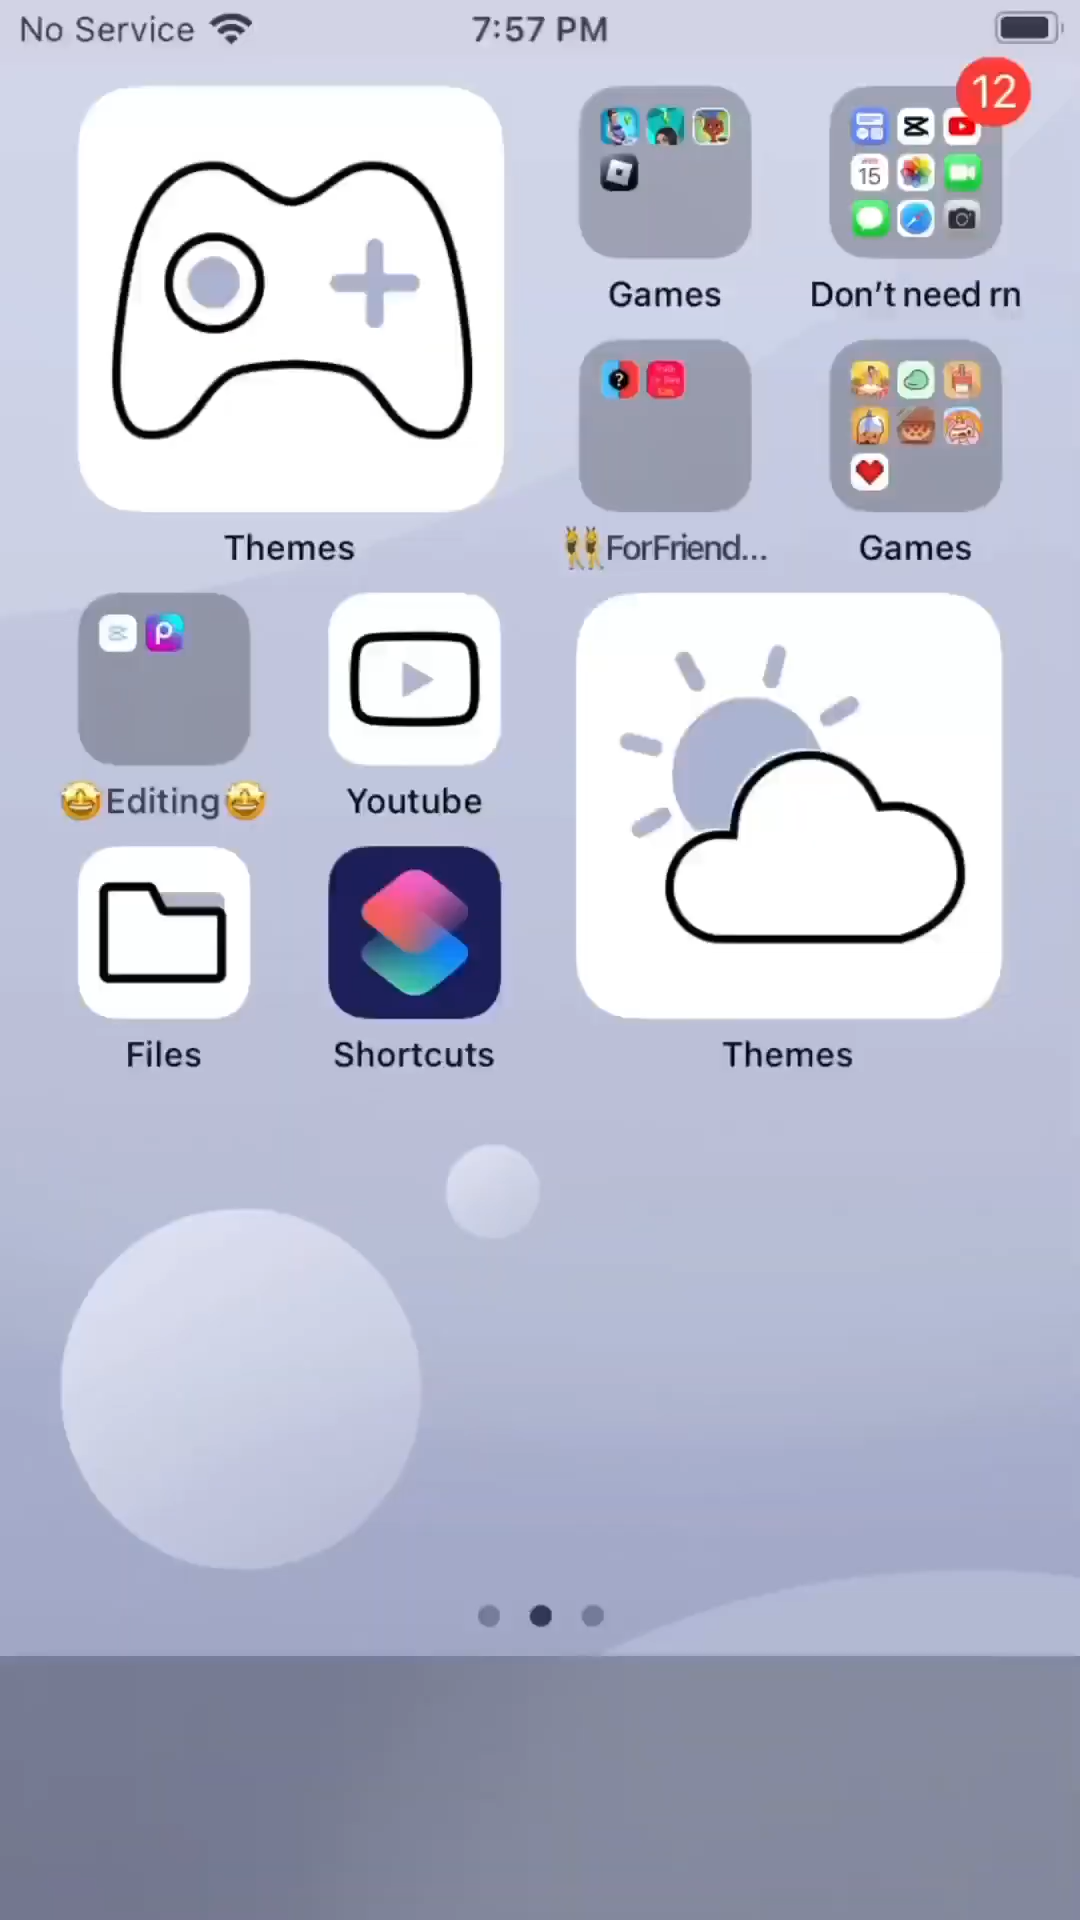 No Service
7:57 PM
12
15
Games
Don't need rn
Themes
👯ForFriend...
Games
🤩Editing🤩
Youtube
Files
Shortcuts
Themes